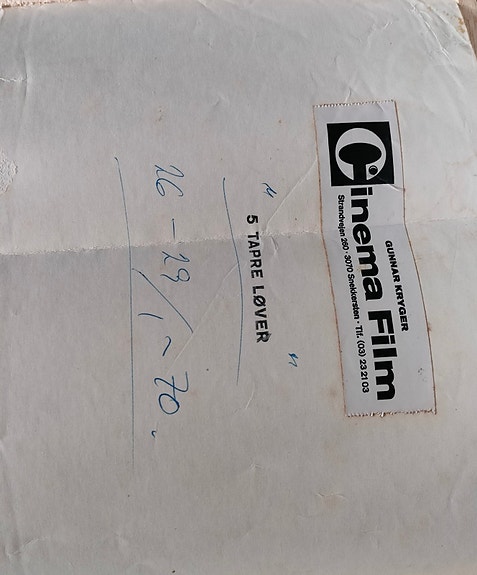 GUNNAR KRYGER
Cinema Film
Strandvejen 260 · 3070 Snekkersten · Tlf. (03) 23 21 03
" 5 TAPRE LØVER "
26 - 29/1 ~ 70.